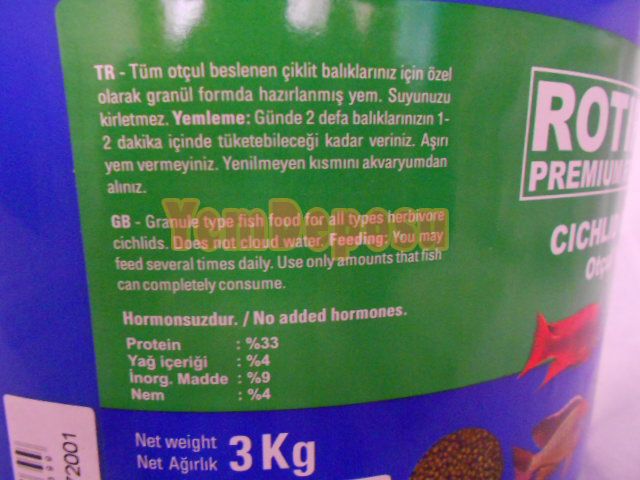 TR - Tüm otçul beslenen çiklit balıklarınız için özel
olarak granül formda hazırlanmış yem. Suyunuzu
kirletmez. Yemleme: Günde 2 defa balıklarınızın 1-
2 dakika içinde tüketebileceği kadar veriniz. Aşırı
yem vermeyiniz. Yenilmeyen kısmını akvaryumdan
alınız.
GB - Granule type fish food for all types herbivore
cichlids. Does not cloud water. Feeding: You may
feed several times daily. Use only amounts that fish
can completely consume.
YemDeposu
Hormonsuzdur. / No added hormones.
Protein : %33
Yağ içeriği : %4
İnorg. Madde : %9
Nem : %4
Net weight
Net Ağırlık 3 Kg
PREMIUM
CICHLID
72001